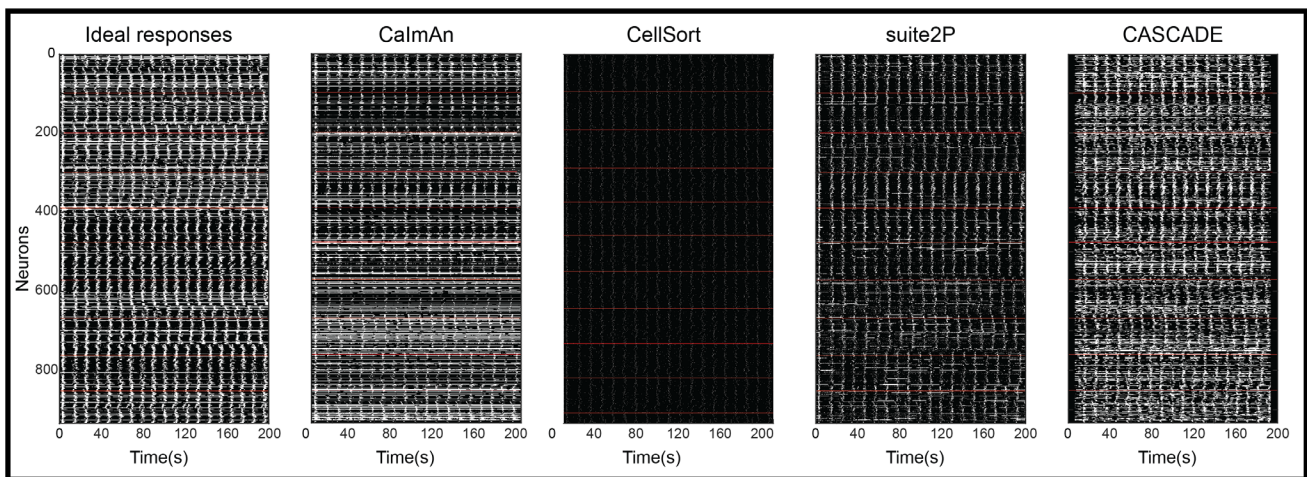 Ideal responses CaImAn CellSort suite2P CASCADE
0
200
400
600
800
Neurons
0 40 80 120 160 200 0 40 80 120 160 200 40 80 120 160 200 0 40 80 120 160 200 0 40 80 120 160 200
Time(s) Time(s) Time(s) Time(s) Time(s)